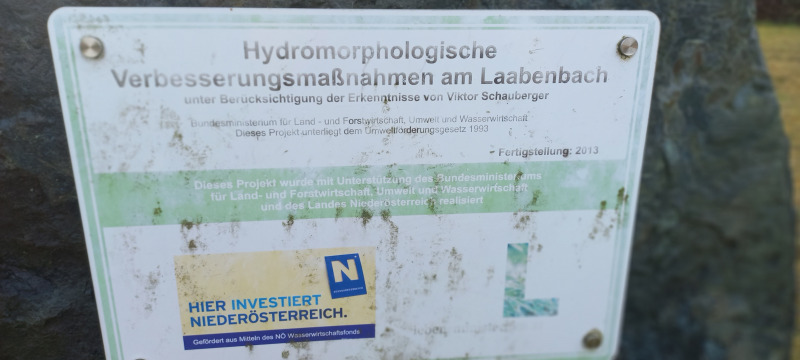 Hydromorphologische
Verbesserungsmaßnahmen am Laabenbach
unter Berücksichtigung der Erkenntnisse von Viktor Schauberger
Bundesministerium für Land - und Forstwirtschaft, Umwelt und Wasserwirtschaft
Dieses Projekt unterliegt dem Umweltförderungsgesetz 1993
Fertigstellung: 2013
Dieses Projekt wurde mit Unterstützung des Bundesministeriums
für Land- und Forstwirtschaft, Umwelt und Wasserwirtschaft
und des Landes Niederösterreich realisiert
N
HIER INVESTIERT
NIEDERÖSTERREICH.
Gefördert aus Mitteln des NÖ Wasserwirtschaftsfonds
L